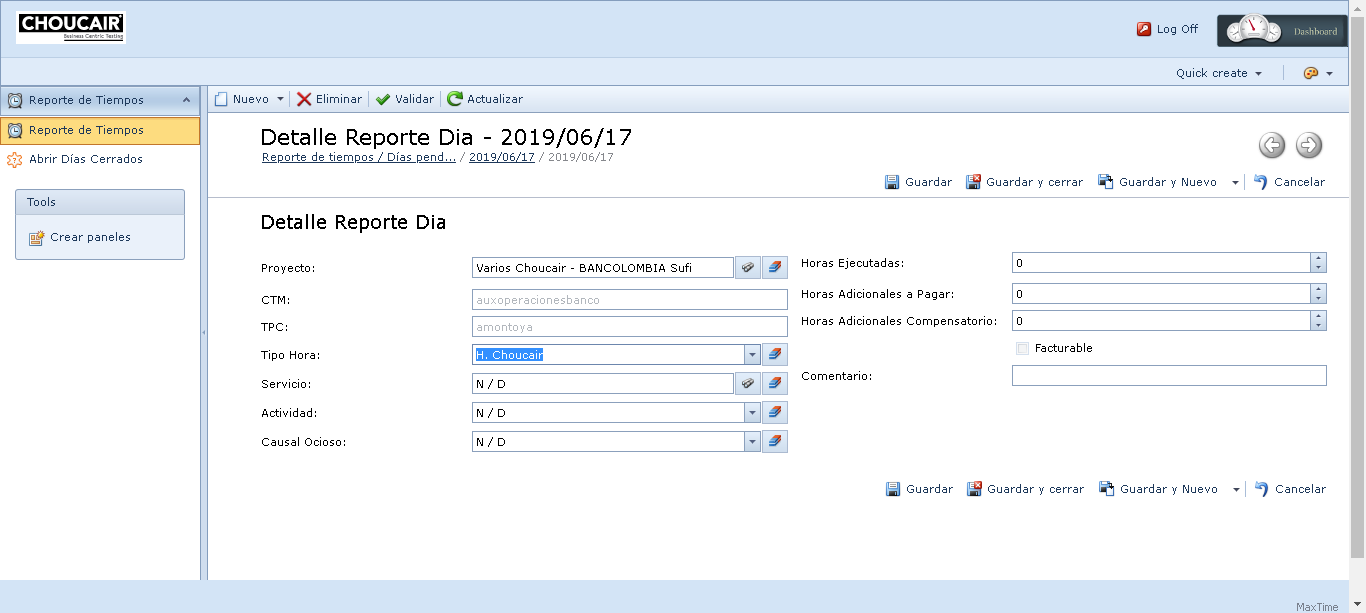 CHOUCAIR
Business Centric Testing
Log Off
Dashboard
Quick create
Reporte de Tiempos
Reporte de Tiempos
Abrir Días Cerrados
Tools
Crear paneles
Nuevo Eliminar Validar Actualizar
Detalle Reporte Dia - 2019/06/17
Reporte de tiempos / Días pend... / 2019/06/17 / 2019/06/17
Guardar Guardar y cerrar Guardar y Nuevo Cancelar
Detalle Reporte Dia
Proyecto: Varios Choucair - BANCOLOMBIA Sufi
CTM: auxoperacionesbanco
TPC: amontoya
Tipo Hora: H. Choucair
Servicio: N / D
Actividad: N / D
Causal Ocioso: N / D
Horas Ejecutadas: 0
Horas Adicionales a Pagar: 0
Horas Adicionales Compensatorio: 0
Facturable
Comentario:
Guardar Guardar y cerrar Guardar y Nuevo Cancelar
MaxTime